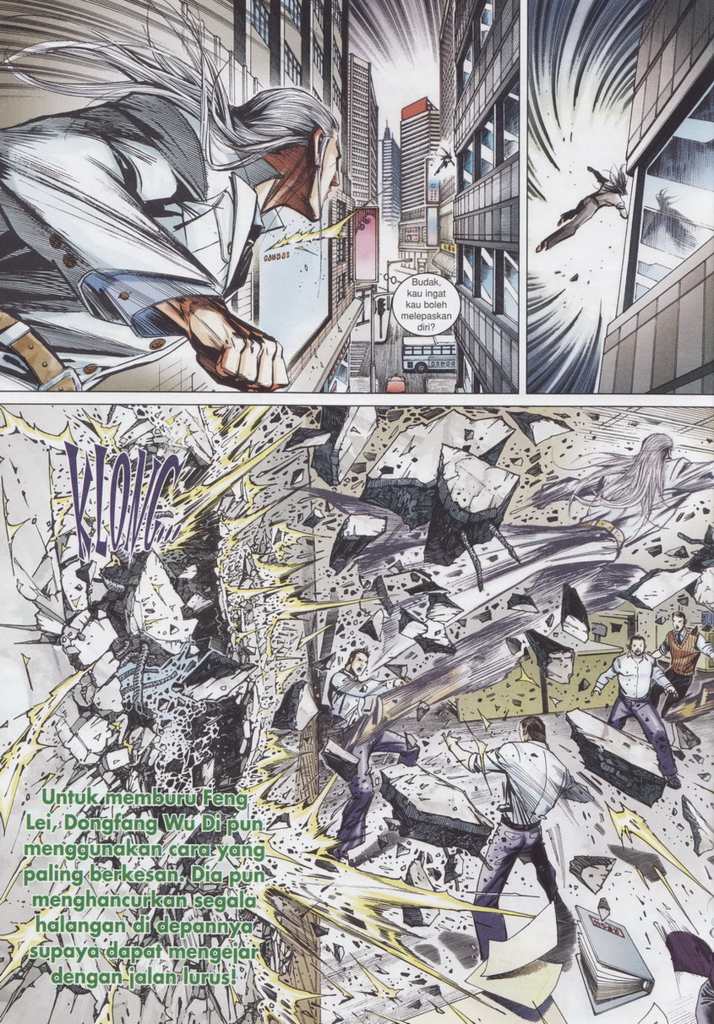 Budak,
kau ingat
kau boleh
melepaskan
diri?
KLONG...
Untuk memburu Feng
Lei, Dongfang Wu Di pun
menggunakan cara yang
paling berkesan. Dia pun
menghancurkan segala
halangan di depannya
supaya dapat mengejar
dengan jalan lurus!